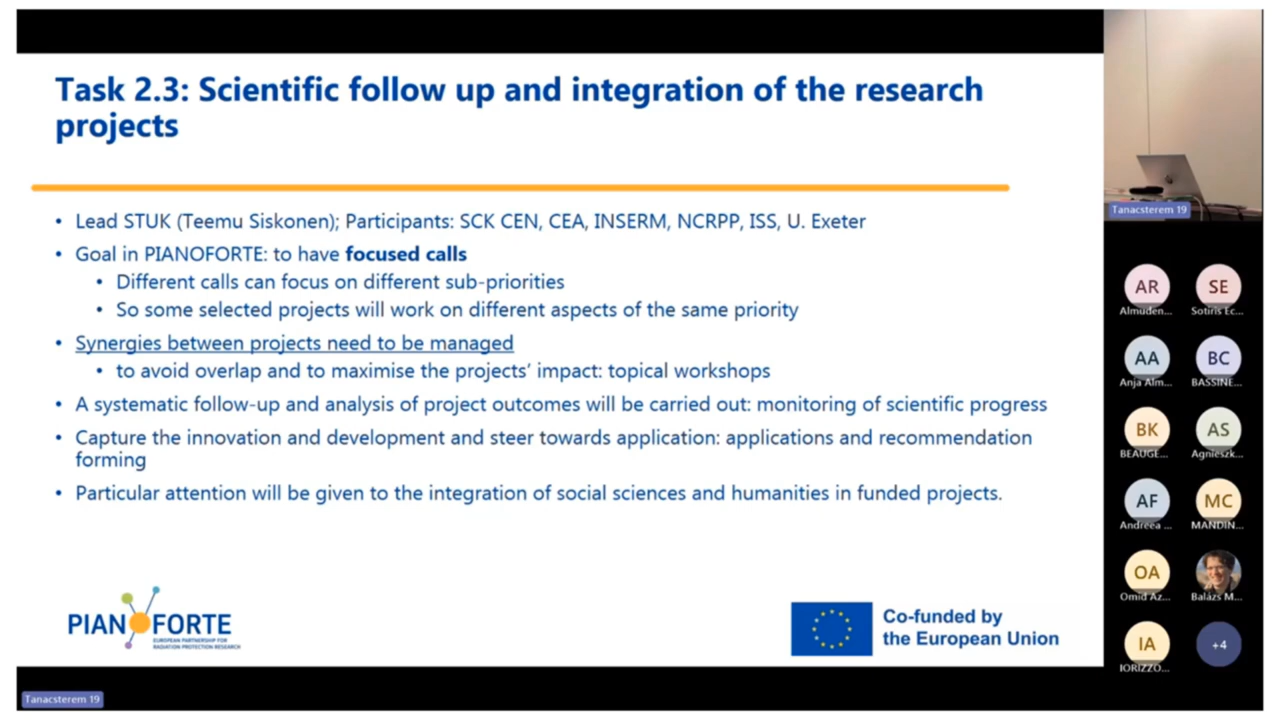 Task 2.3: Scientific follow up and integration of the research
projects
• Lead STUK (Teemu Siskonen); Participants: SCK CEN, CEA, INSERM, NCRPP, ISS, U. Exeter
• Goal in PIANOFORTE: to have focused calls
• Different calls can focus on different sub-priorities
• So some selected projects will work on different aspects of the same priority
• Synergies between projects need to be managed
• to avoid overlap and to maximise the projects’ impact: topical workshops
• A systematic follow-up and analysis of project outcomes will be carried out: monitoring of scientific progress
• Capture the innovation and development and steer towards application: applications and recommendation
forming
• Particular attention will be given to the integration of social sciences and humanities in funded projects.
PIANOFORTE
EUROPEAN PARTNERSHIP FOR
RADIATION PROTECTION RESEARCH
Co-funded by
the European Union
Tanacsterem 19
Tanacsterem 19
AR
Almuden...
SE
Sotiris Ec...
AA
Anja Alm...
BC
BASSINE...
BK
BEAUGE...
AS
Agnieszk...
AF
Andreea ...
MC
MANDIN...
OA
Omid Az...
Balázs M...
IA
IORIZZO...
+4